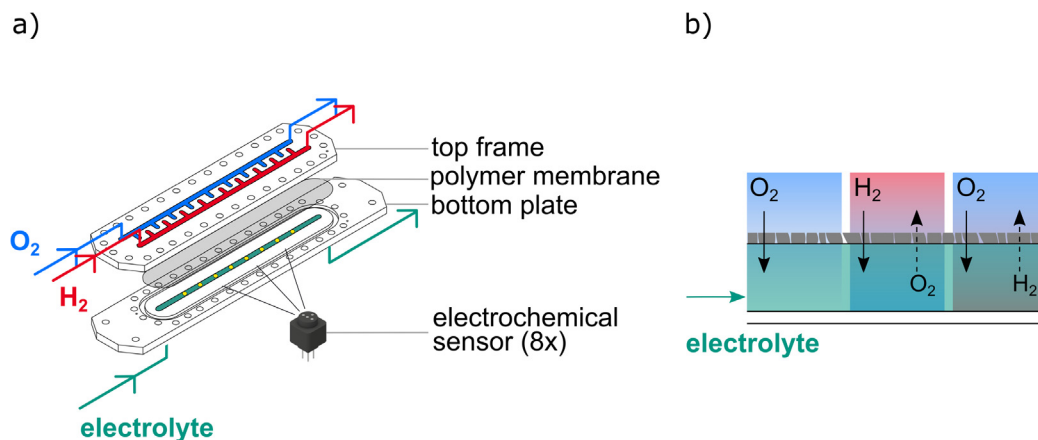 a)
top frame
polymer membrane
bottom plate
O₂
H₂
electrochemical
sensor (8x)
electrolyte
b)
O₂
H₂
O₂
O₂
H₂
electrolyte